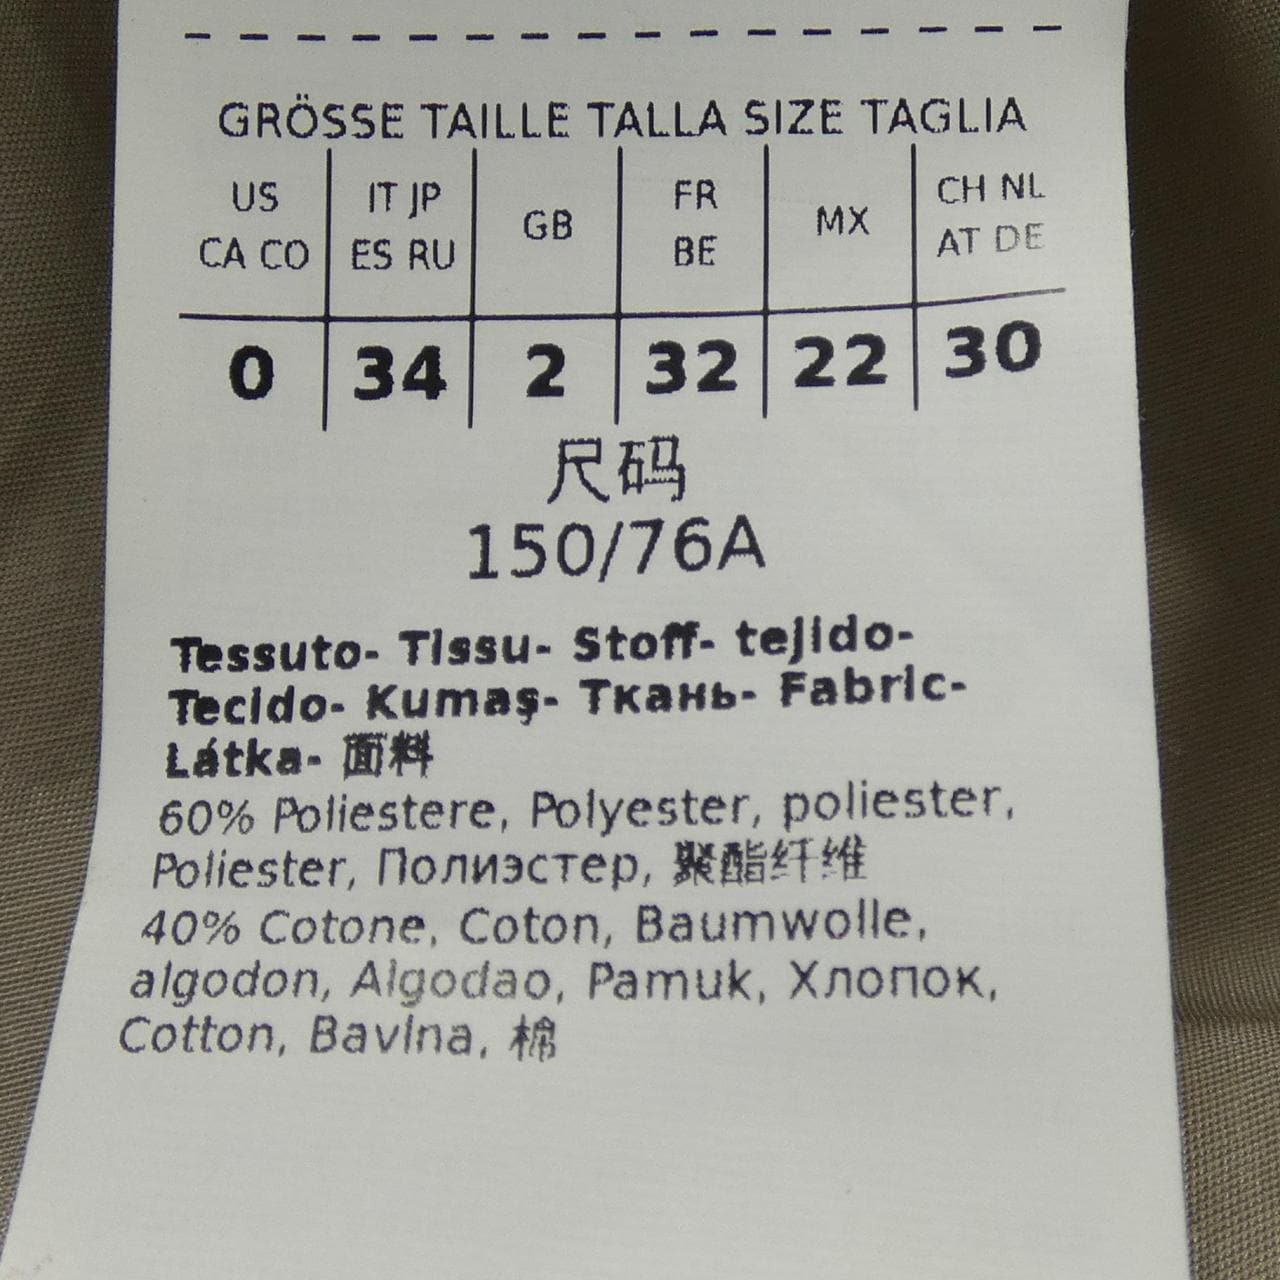 GRÖSSE TAILLE TALLA SIZE TAGLIA
US CA CO
IT JP ES RU
GB
FR BE
MX
CH NL AT DE
0 34 2 32 22 30
尺码
150/76A
Tessuto- Tissu- Stoff- tejido-
Tecido- Kumaş- Ткань- Fabric-
Látka- 面料
60% Poliestere, Polyester, poliester,
Poliester, Полиэстер, 聚酯纤维
40% Cotone, Coton, Baumwolle,
algodon, Algodao, Pamuk, Хлопок,
Cotton, Bavlna, 棉